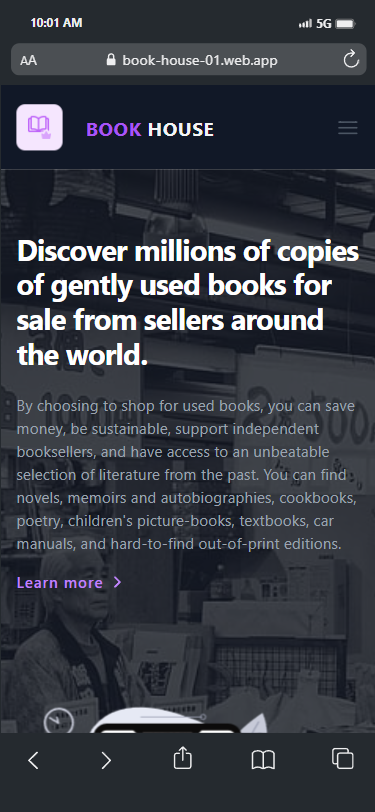 10:01 AM
5G
AA
book-house-01.web.app
BOOK HOUSE
Discover millions of copies
of gently used books for
sale from sellers around
the world.
By choosing to shop for used books, you can save
money, be sustainable, support independent
booksellers, and have access to an unbeatable
selection of literature from the past. You can find
novels, memoirs and autobiographies, cookbooks,
poetry, children's picture-books, textbooks, car
manuals, and hard-to-find out-of-print editions.
Learn more